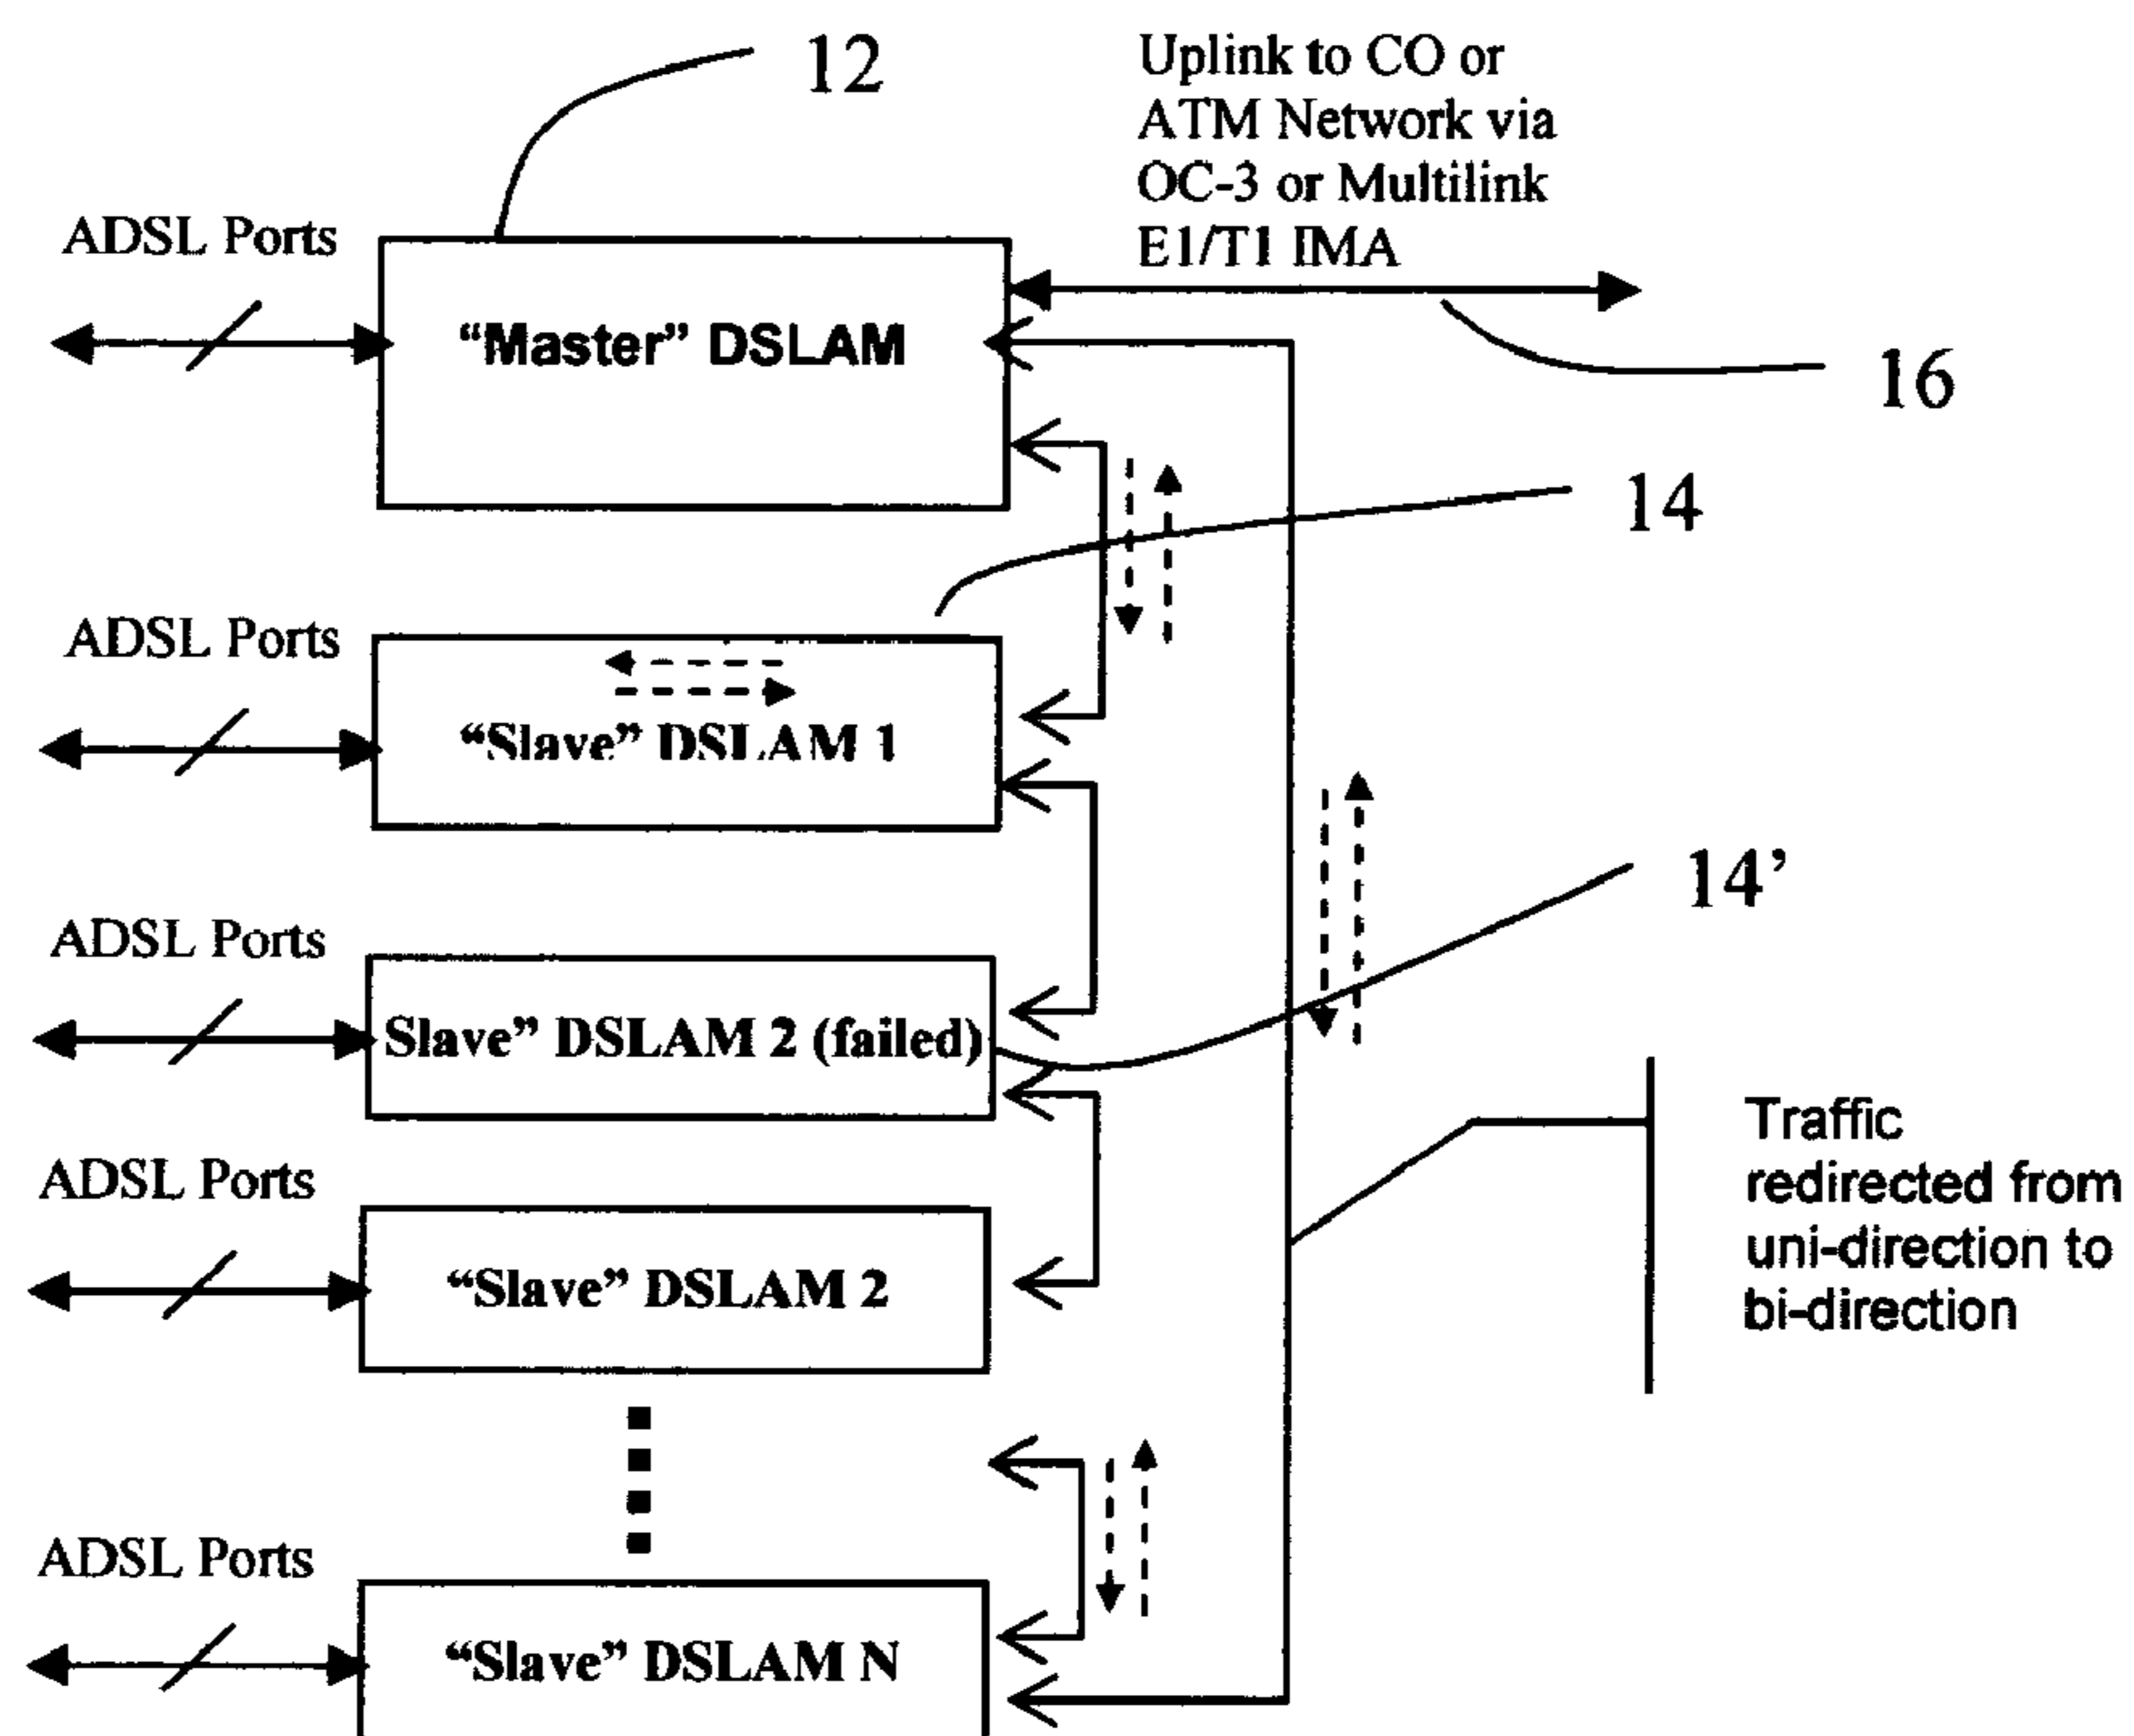 12
Uplink to CO or
ATM Network via
OC-3 or Multilink
E1/T1 IMA
ADSL Ports
“Master” DSLAM
16
14
ADSL Ports
“Slave” DSLAM 1
14’
ADSL Ports
Slave” DSLAM 2 (failed)
Traffic
redirected from
uni-direction to
bi-direction
ADSL Ports
“Slave” DSLAM 2
ADSL Ports
“Slave” DSLAM N